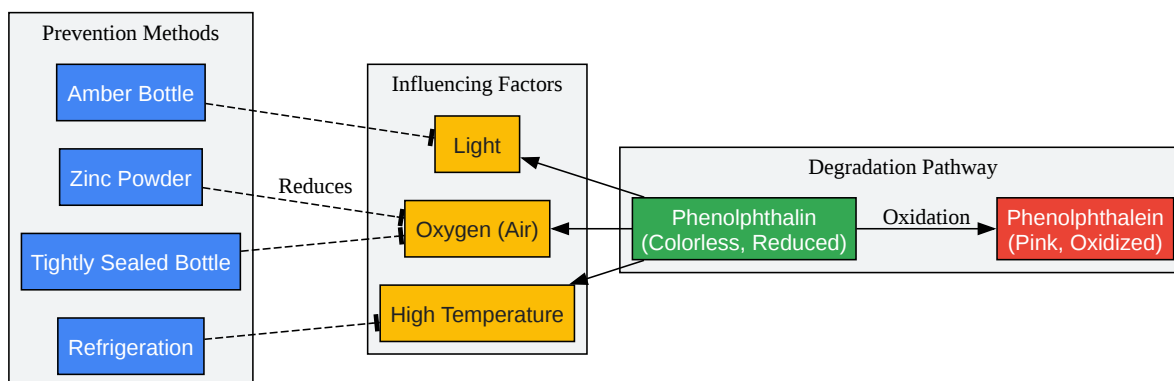 Prevention Methods
Amber Bottle
Zinc Powder
Tightly Sealed Bottle
Refrigeration
Reduces
Influencing Factors
Light
Oxygen (Air)
High Temperature
Degradation Pathway
Phenolphthalin
(Colorless, Reduced)
Oxidation
Phenolphthalein
(Pink, Oxidized)